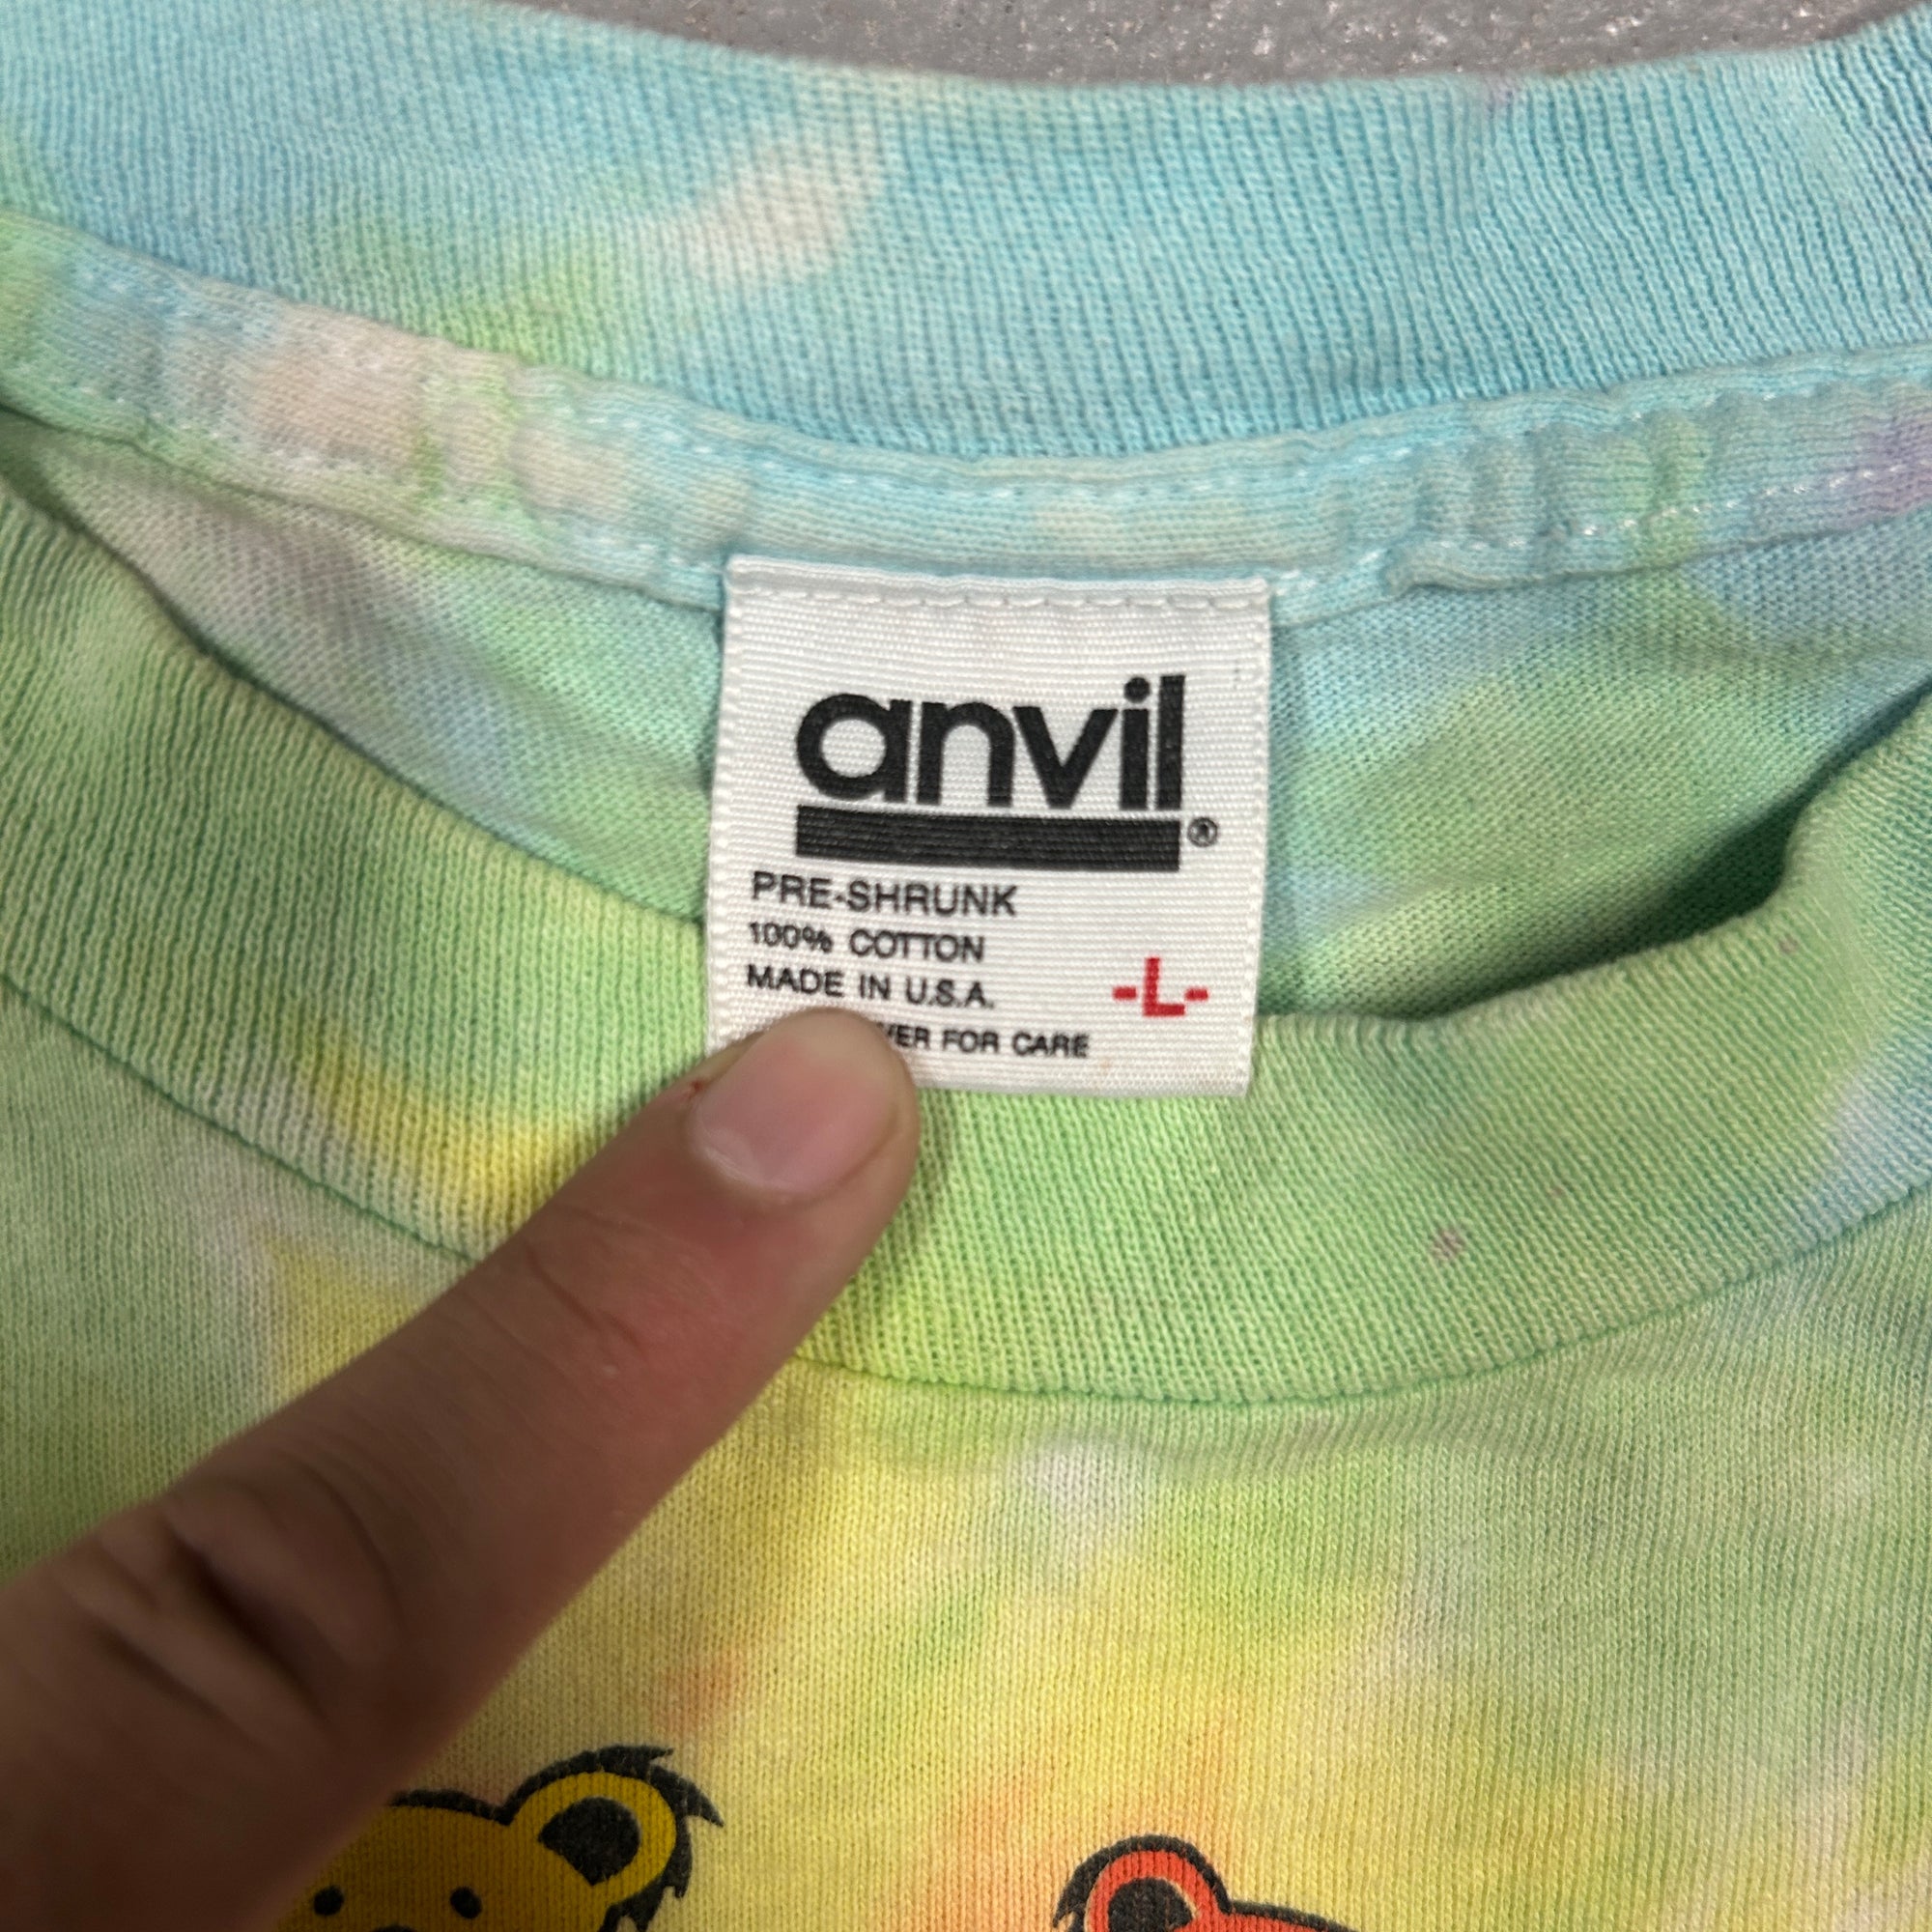 anvil®
PRE-SHRUNK
100% COTTON
MADE IN U.S.A.
-L-
FOR CARE